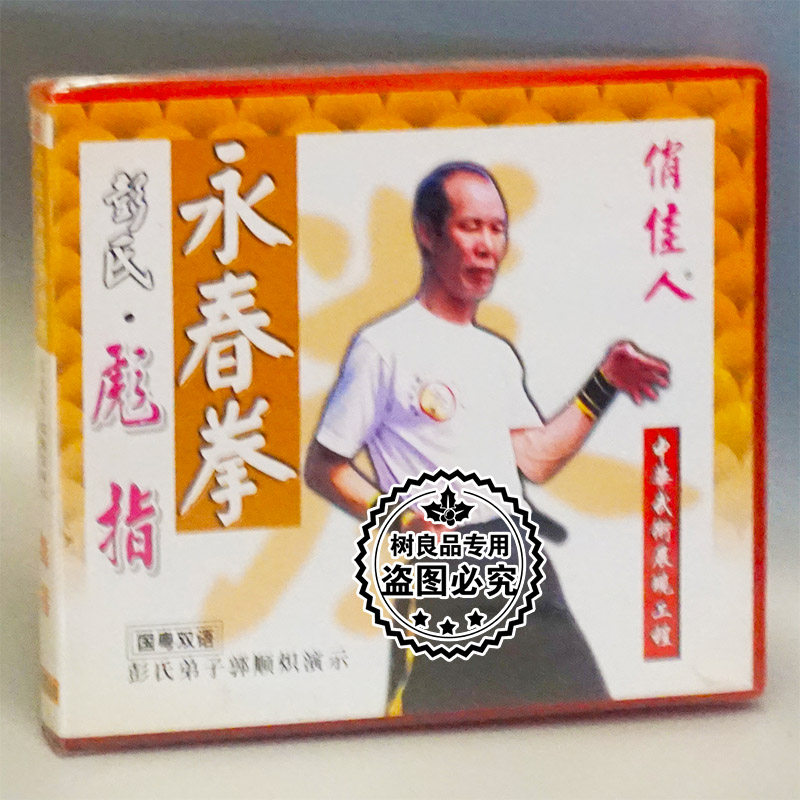 永春拳
彭氏·彪指
俏佳人®
中华武術展现工程
国粤双语
彭氏弟子郭顺炽演示
树良品专用
盗图必究